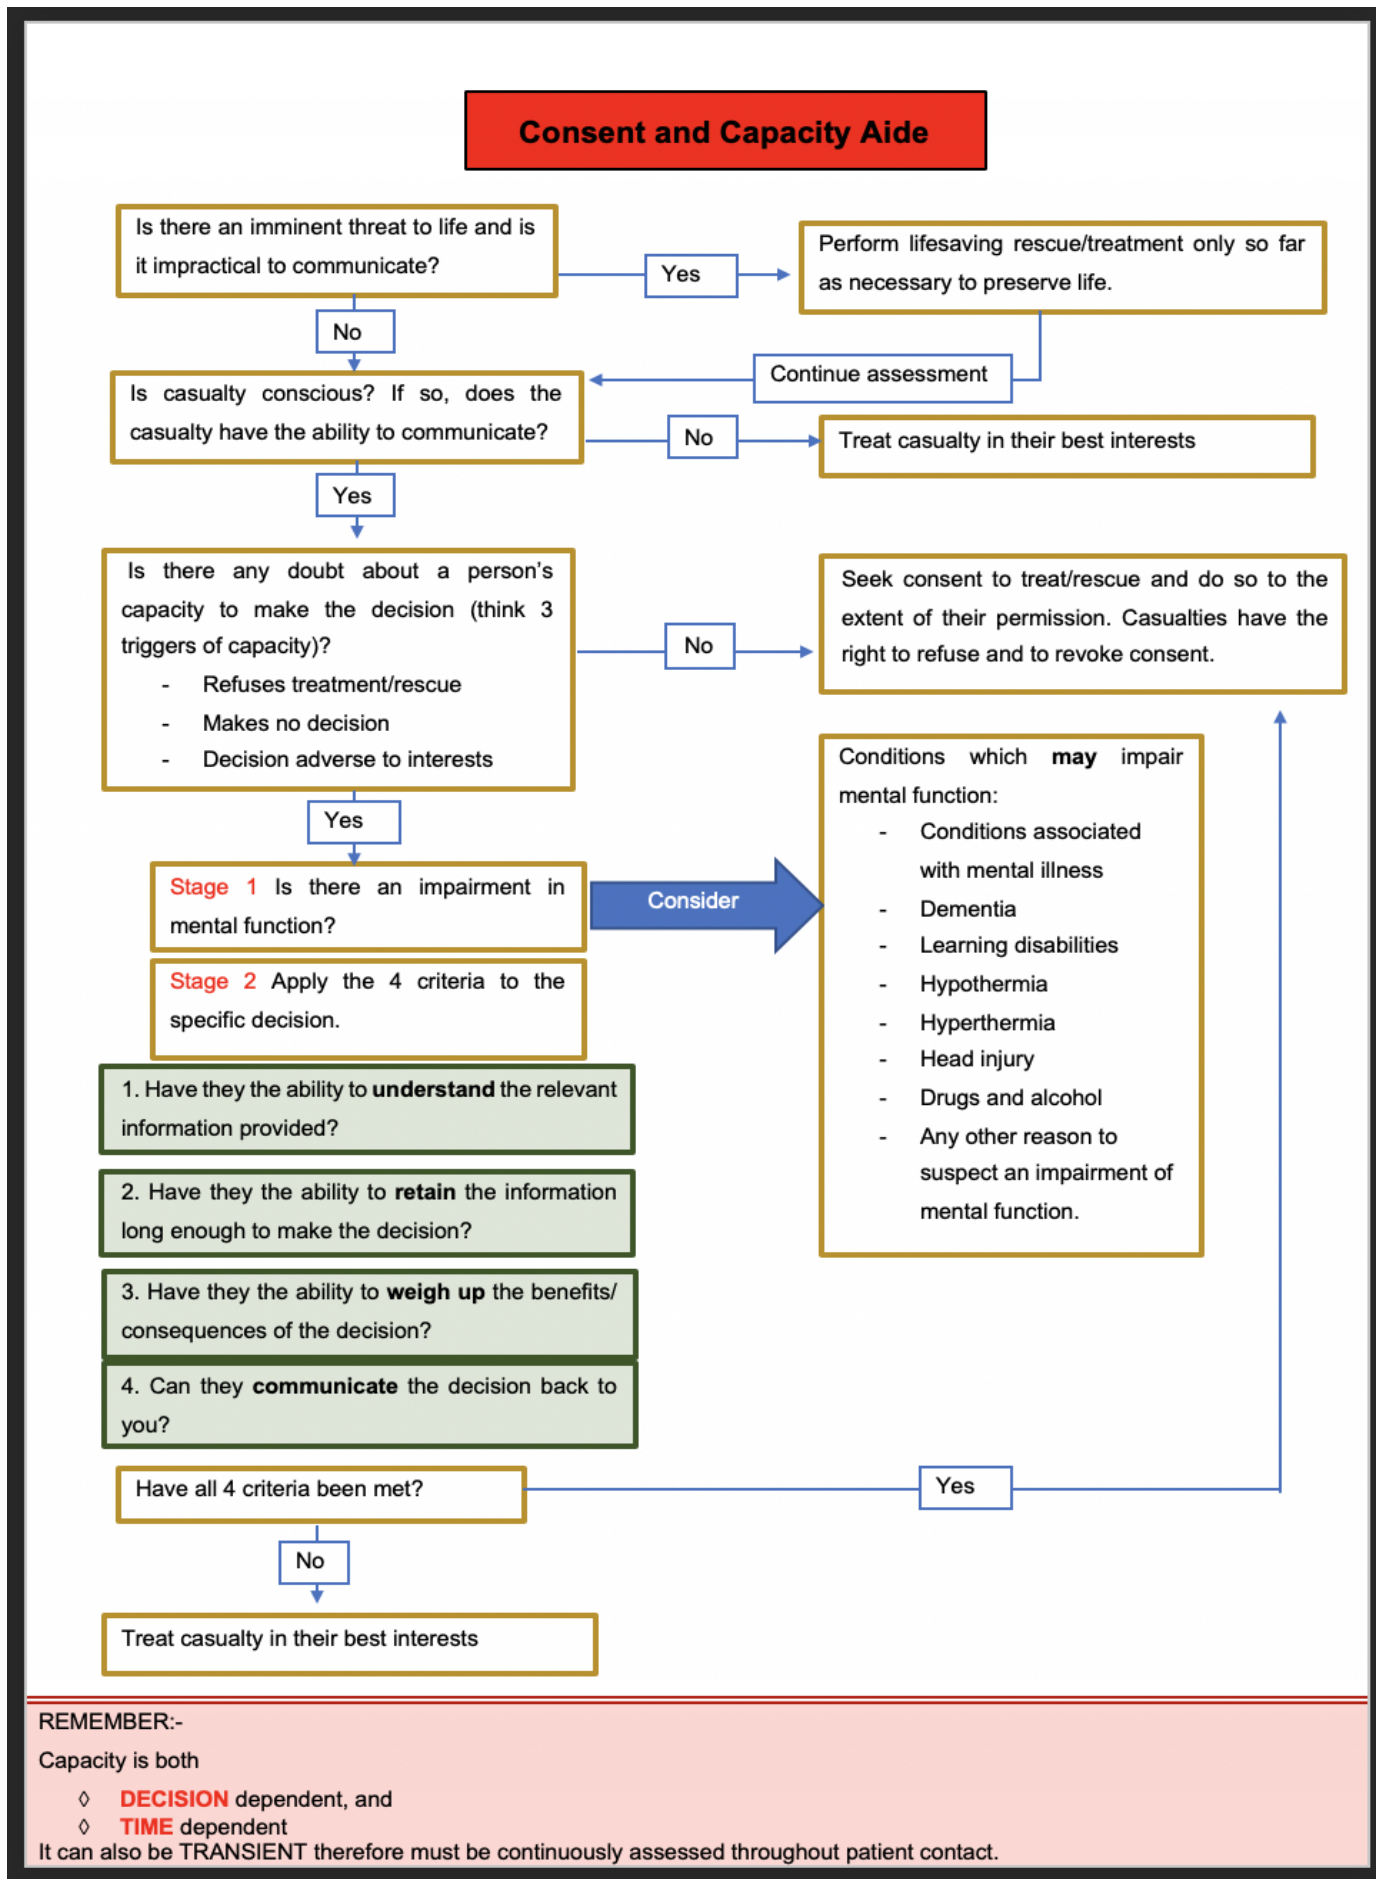 Consent and Capacity Aide
Is there an imminent threat to life and is
it impractical to communicate?
Yes
Perform lifesaving rescue/treatment only so far
as necessary to preserve life.
No
Continue assessment
Is casualty conscious? If so, does the
casualty have the ability to communicate?
No
Treat casualty in their best interests
Yes
Is there any doubt about a person's
capacity to make the decision (think 3
triggers of capacity)?
- Refuses treatment/rescue
- Makes no decision
- Decision adverse to interests
No
Seek consent to treat/rescue and do so to the
extent of their permission. Casualties have the
right to refuse and to revoke consent.
Yes
Stage 1 Is there an impairment in
mental function?
Consider
Conditions which may impair
mental function:
- Conditions associated
with mental illness
- Dementia
- Learning disabilities
- Hypothermia
- Hyperthermia
- Head injury
- Drugs and alcohol
- Any other reason to
suspect an impairment of
mental function.
Stage 2 Apply the 4 criteria to the
specific decision.
1. Have they the ability to understand the relevant
information provided?
2. Have they the ability to retain the information
long enough to make the decision?
3. Have they the ability to weigh up the benefits/
consequences of the decision?
4. Can they communicate the decision back to
you?
Have all 4 criteria been met?
Yes
No
Treat casualty in their best interests
REMEMBER:-
Capacity is both
◊ DECISION dependent, and
◊ TIME dependent
It can also be TRANSIENT therefore must be continuously assessed throughout patient contact.